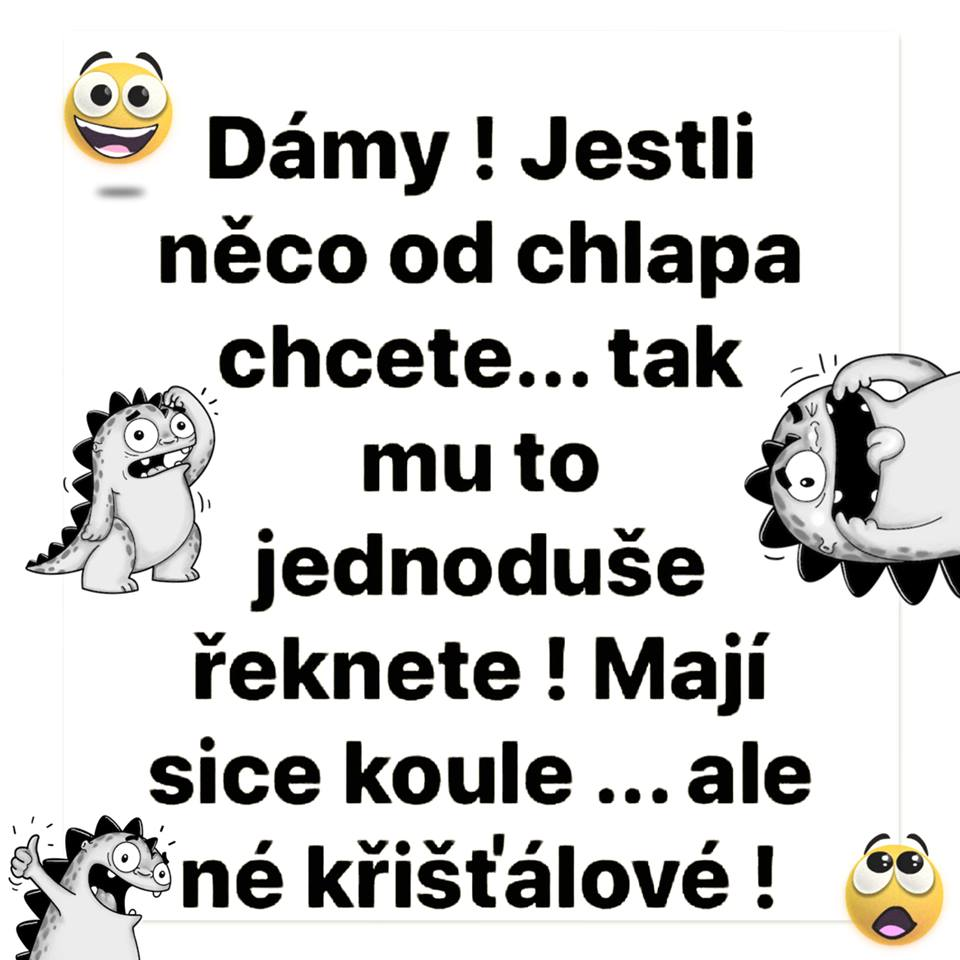 Dámy ! Jestli
něco od chlapa
chcete... tak
mu to
jednoduše
řeknete ! Mají
sice koule ... ale
né křišťálové !